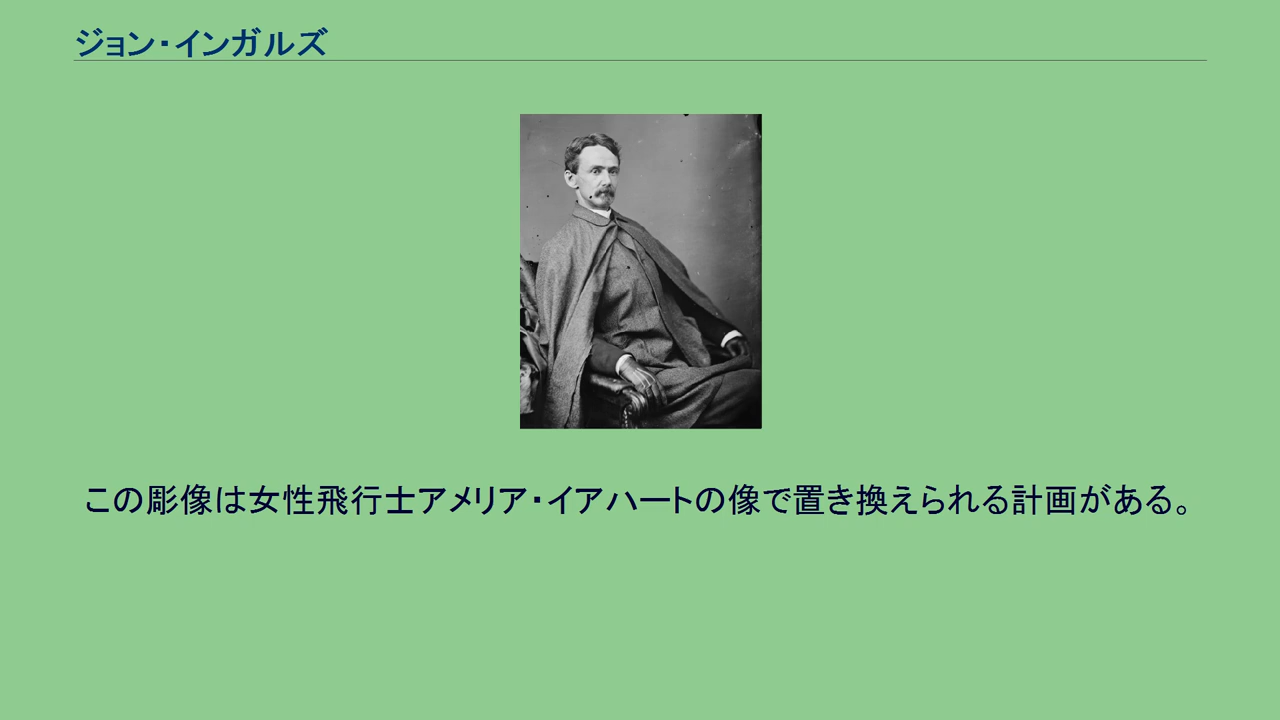 ジョン・インガルズ
この彫像は女性飛行士アメリア・イアハートの像で置き換えられる計画がある。